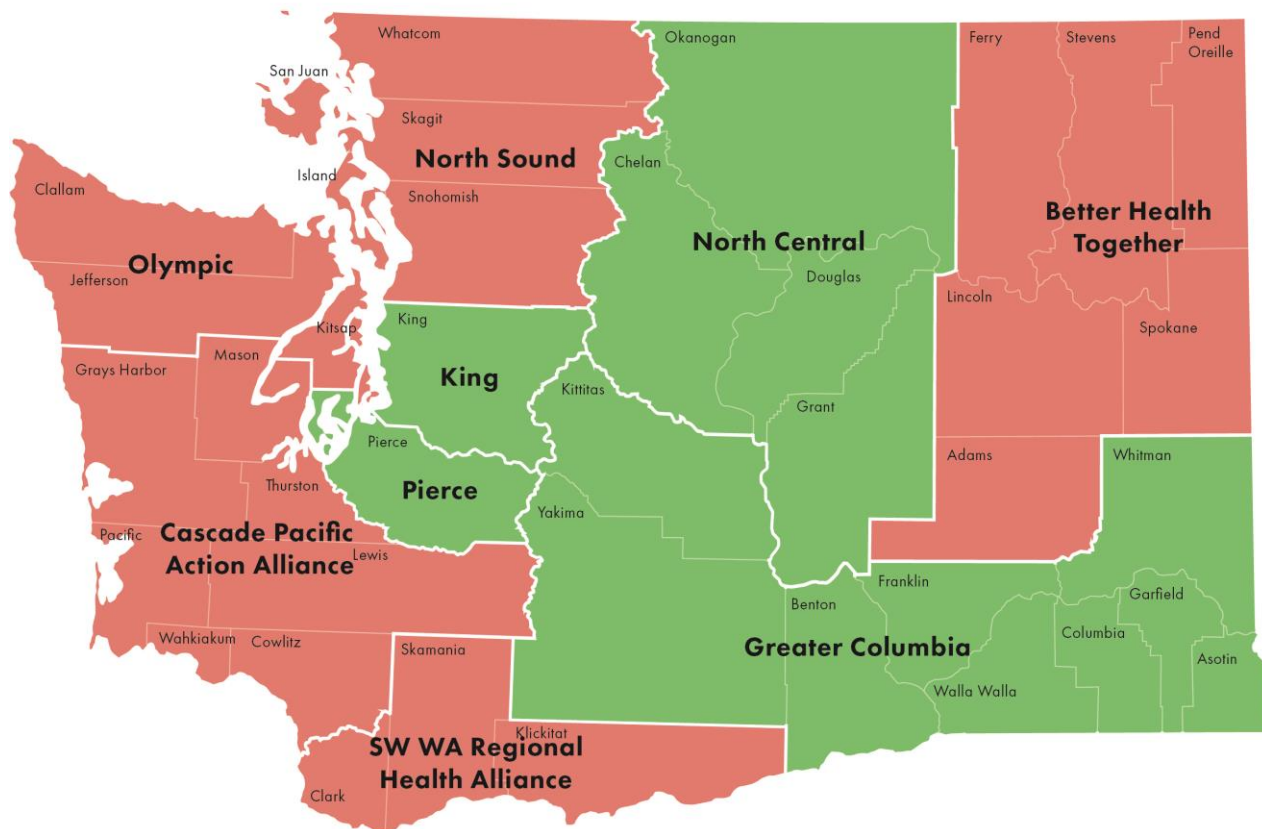 Whatcom
Okanogan
Ferry
Stevens
Pend
Oreille
San Juan
Skagit
North Sound
Chelan
Island
Clallam
Snohomish
Better Health
Together
North Central
Olympic
Jefferson
Douglas
Lincoln
Kitsap
King
Spokane
Mason
Grays Harbor
King
Kittitas
Grant
Pierce
Adams
Whitman
Thurston
Pierce
Yakima
Cascade Pacific
Action Alliance
Pacific
Lewis
Franklin
Benton
Garfield
Wahkiakum
Cowlitz
Skamania
Greater Columbia
Columbia
Asotin
Walla Walla
Klickitat
SW WA Regional
Health Alliance
Clark